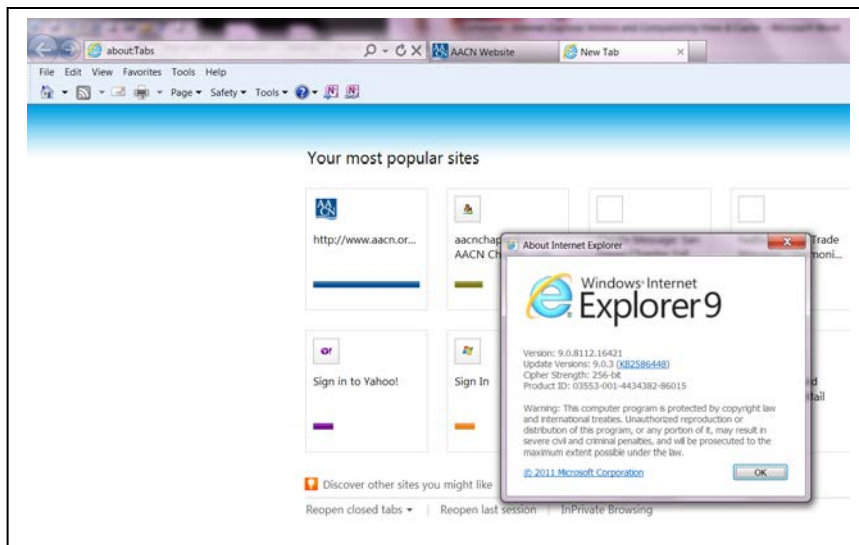 about:Tabs
AACN Website
New Tab
File Edit View Favorites Tools Help
Page Safety Tools
Your most popular sites
AACN
http://www.aacn.or...
aacnchap
AACN Ch
Trade
moni...
Sign in to Yahoo!
Sign In
Discover other sites you might like
Reopen closed tabs | Reopen last session | InPrivate Browsing
About Internet Explorer
Windows Internet
Explorer 9
Version: 9.0.8112.16421
Update Versions: 9.0.3 (KB2586448)
Cipher Strength: 256-bit
Product ID: 03553-001-4434382-86015
Warning: This computer program is protected by copyright law
and international treaties. Unauthorized reproduction or
distribution of this program, or any portion of it, may result in
severe civil and criminal penalties, and will be prosecuted to the
maximum extent possible under the law.
© 2011 Microsoft Corporation
OK